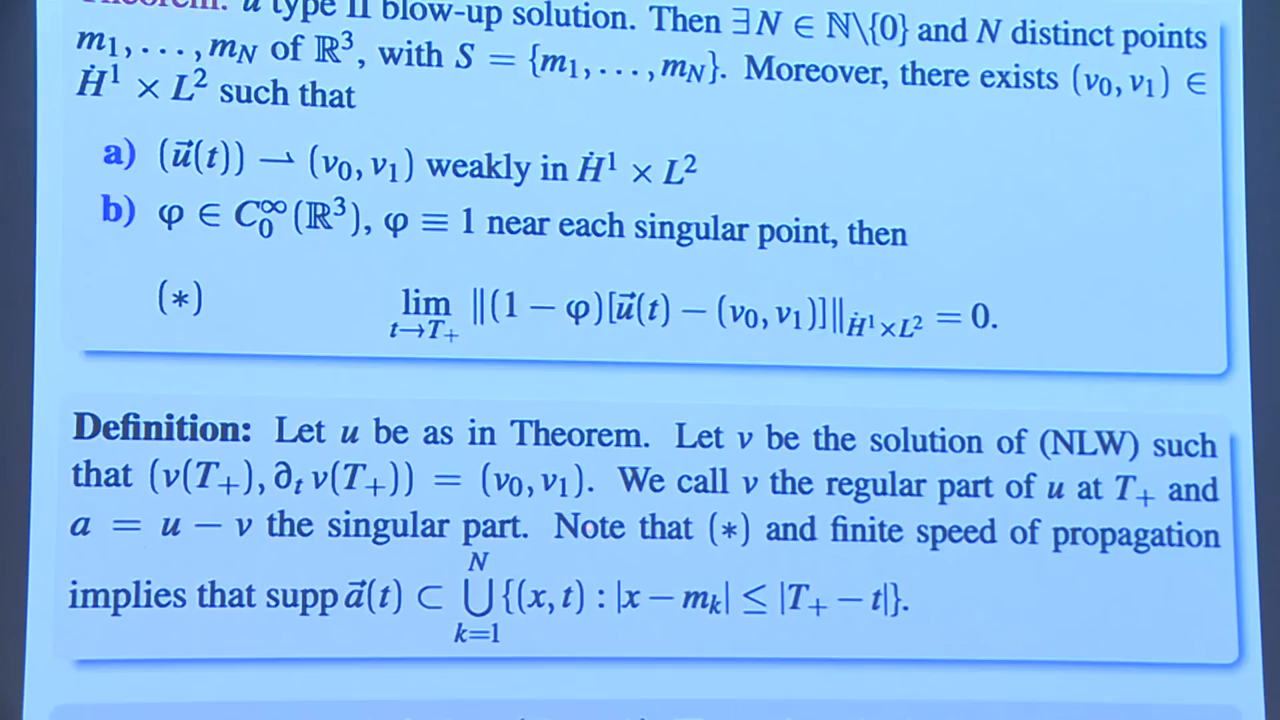 Theorem: u type II blow-up solution. Then ∃N ∈ ℕ\{0} and N distinct points
m₁, . . . , m_N of ℝ³, with S = {m₁, . . . , m_N}. Moreover, there exists (v₀, v₁) ∈
Ḣ¹ × L² such that
a) (u⃗(t)) ⇀ (v₀, v₁) weakly in Ḣ¹ × L²
b) φ ∈ C₀^∞(ℝ³), φ ≡ 1 near each singular point, then
(∗) lim_{t→T₊} ‖(1 − φ)[u⃗(t) − (v₀, v₁)]‖_{Ḣ¹×L²} = 0.
Definition: Let u be as in Theorem. Let v be the solution of (NLW) such
that (v(T₊), ∂ₜv(T₊)) = (v₀, v₁). We call v the regular part of u at T₊ and
a = u − v the singular part. Note that (∗) and finite speed of propagation
implies that supp a⃗(t) ⊂ ⋃_{k=1}^{N} {(x, t) : |x − m_k| ≤ |T₊ − t|}.